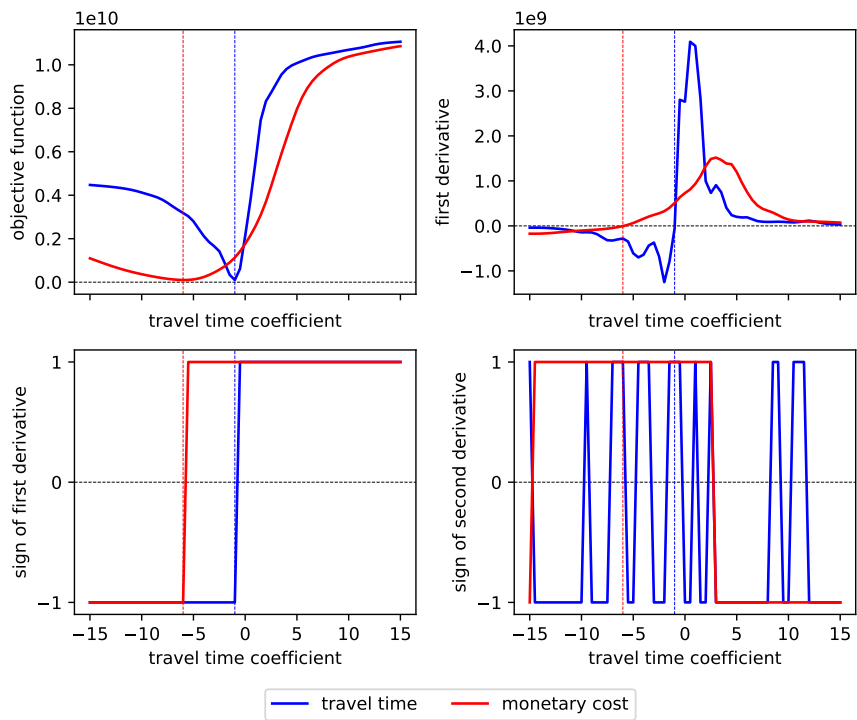 1e10
objective function
1.0
0.8
0.6
0.4
0.2
0.0
travel time coefficient
1e9
first derivative
4.0
3.0
2.0
1.0
0.0
−1.0
travel time coefficient
sign of first derivative
1
0
−1
−15 −10 −5 0 5 10 15
travel time coefficient
sign of second derivative
1
0
−1
−15 −10 −5 0 5 10 15
travel time coefficient
travel time monetary cost